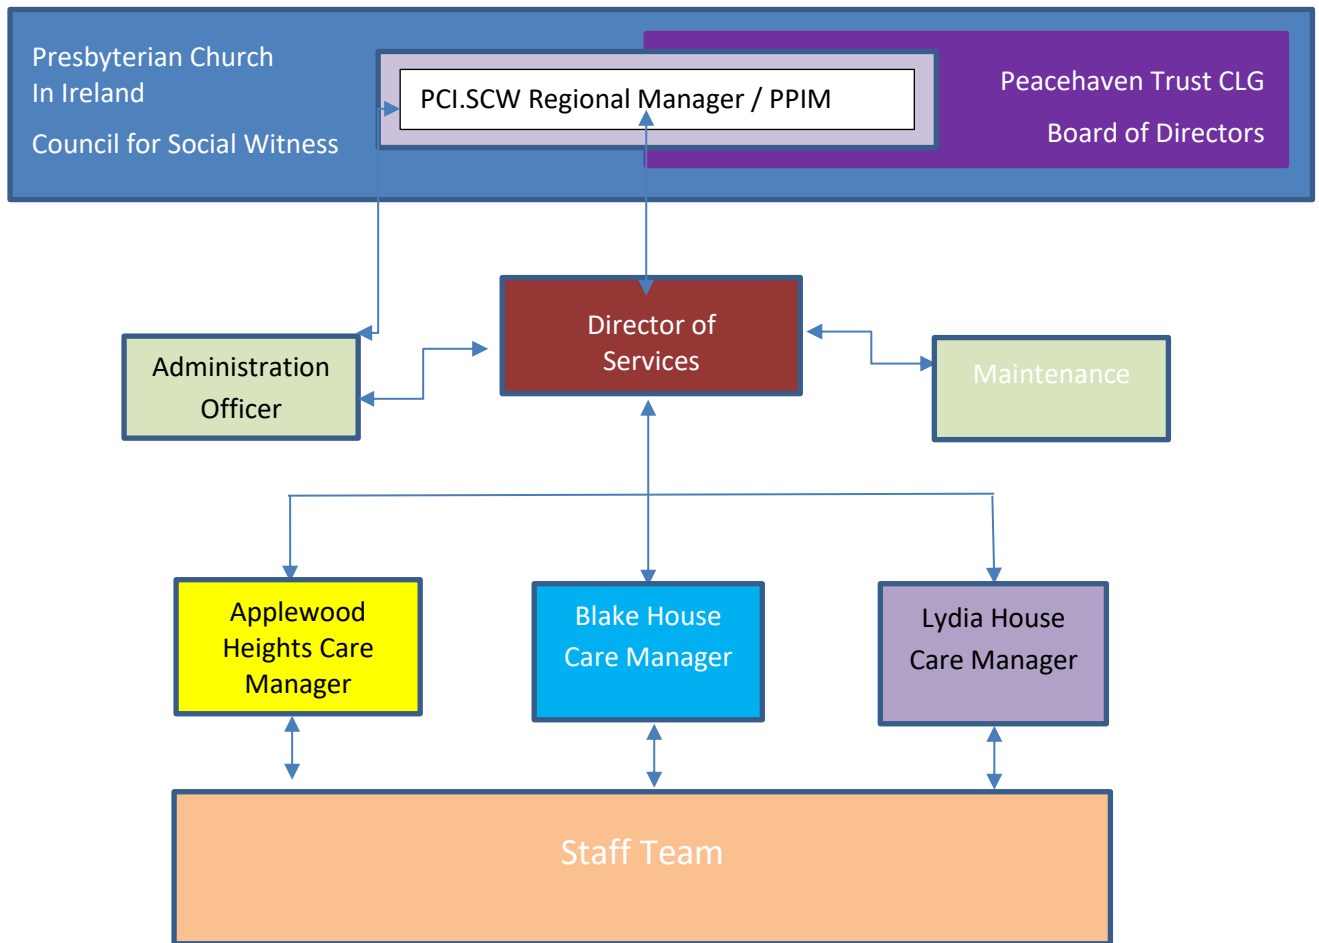 Presbyterian Church
In Ireland
Council for Social Witness
PCI.SCW Regional Manager / PPIM
Peacehaven Trust CLG
Board of Directors
Director of
Services
Administration
Officer
Maintenance
Applewood
Heights Care
Manager
Blake House
Care Manager
Lydia House
Care Manager
Staff Team